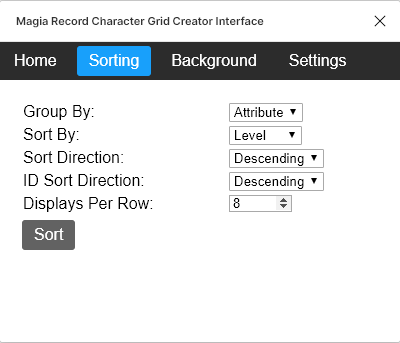 Magia Record Character Grid Creator Interface
Home Sorting Background Settings
Group By: Attribute
Sort By: Level
Sort Direction: Descending
ID Sort Direction: Descending
Displays Per Row: 8
Sort